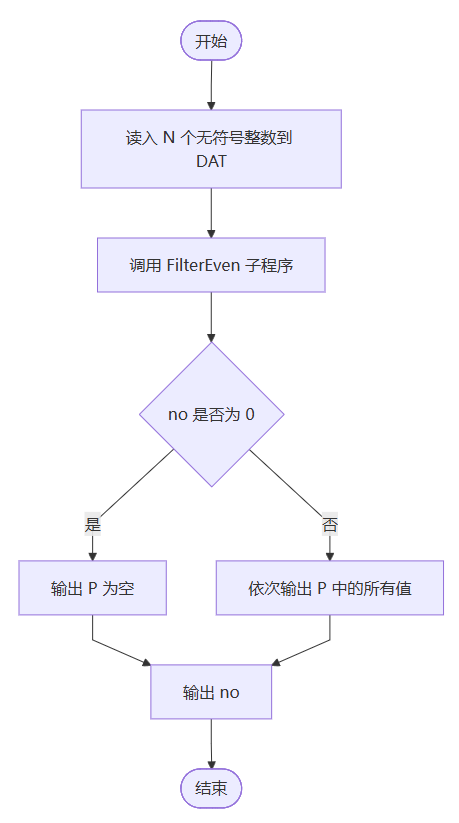 开始
读入 N 个无符号整数到
DAT
调用 FilterEven 子程序
no 是否为 0
是
否
输出 P 为空
依次输出 P 中的所有值
输出 no
结束